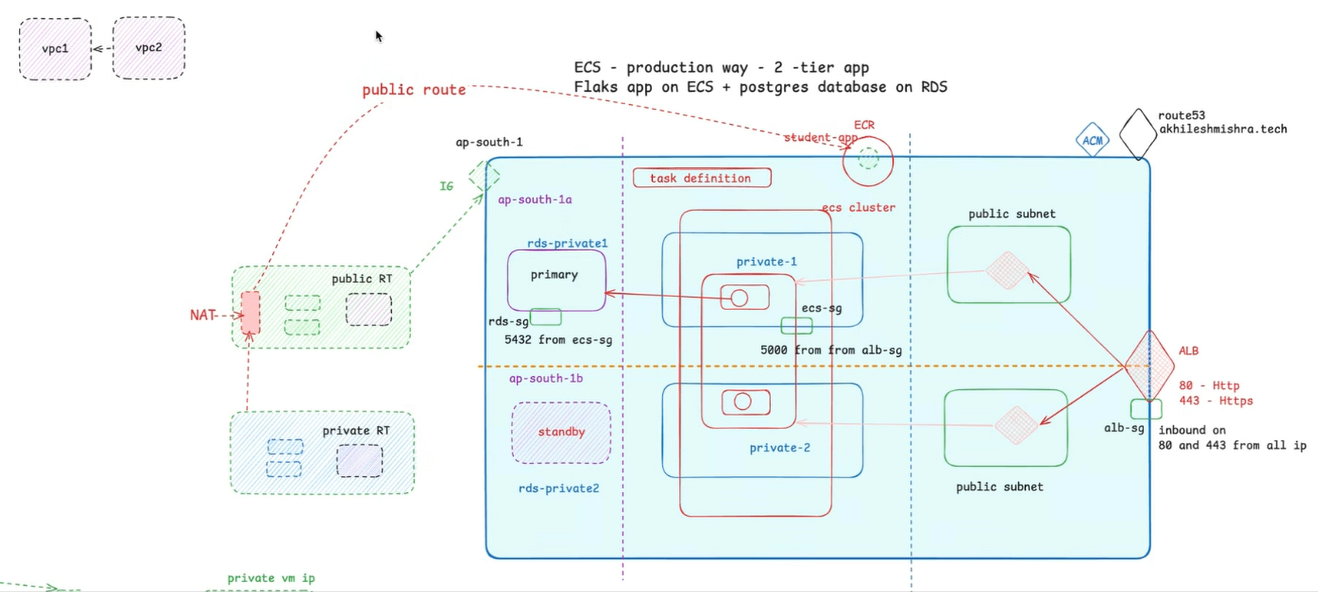 vpc1
vpc2
ECS - production way - 2 -tier app
Flaks app on ECS + postgres database on RDS
public route
route53
akhileshmishra.tech
ACM
ECR
student-app
ap-south-1
IG
task definition
ap-south-1a
ecs cluster
public subnet
rds-private1
private-1
primary
public RT
NAT
ecs-sg
rds-sg
5432 from ecs-sg
5000 from from alb-sg
ALB
80 - Http
443 - Https
ap-south-1b
alb-sg
inbound on
80 and 443 from all ip
private RT
standby
private-2
rds-private2
public subnet
private vm ip